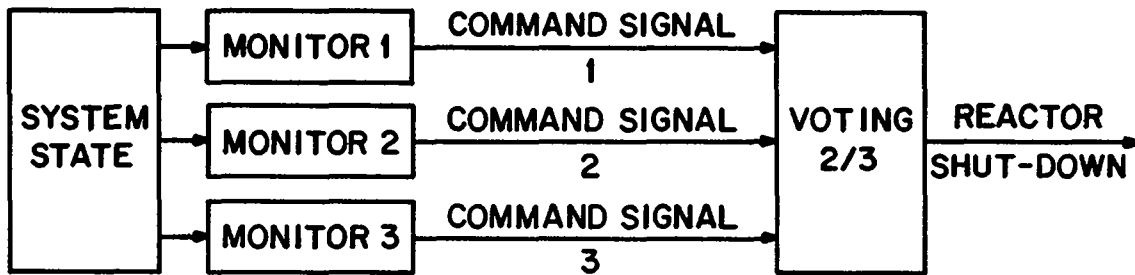 SYSTEM
STATE
MONITOR 1
COMMAND SIGNAL
1
MONITOR 2
COMMAND SIGNAL
2
MONITOR 3
COMMAND SIGNAL
3
VOTING
2/3
REACTOR
SHUT-DOWN